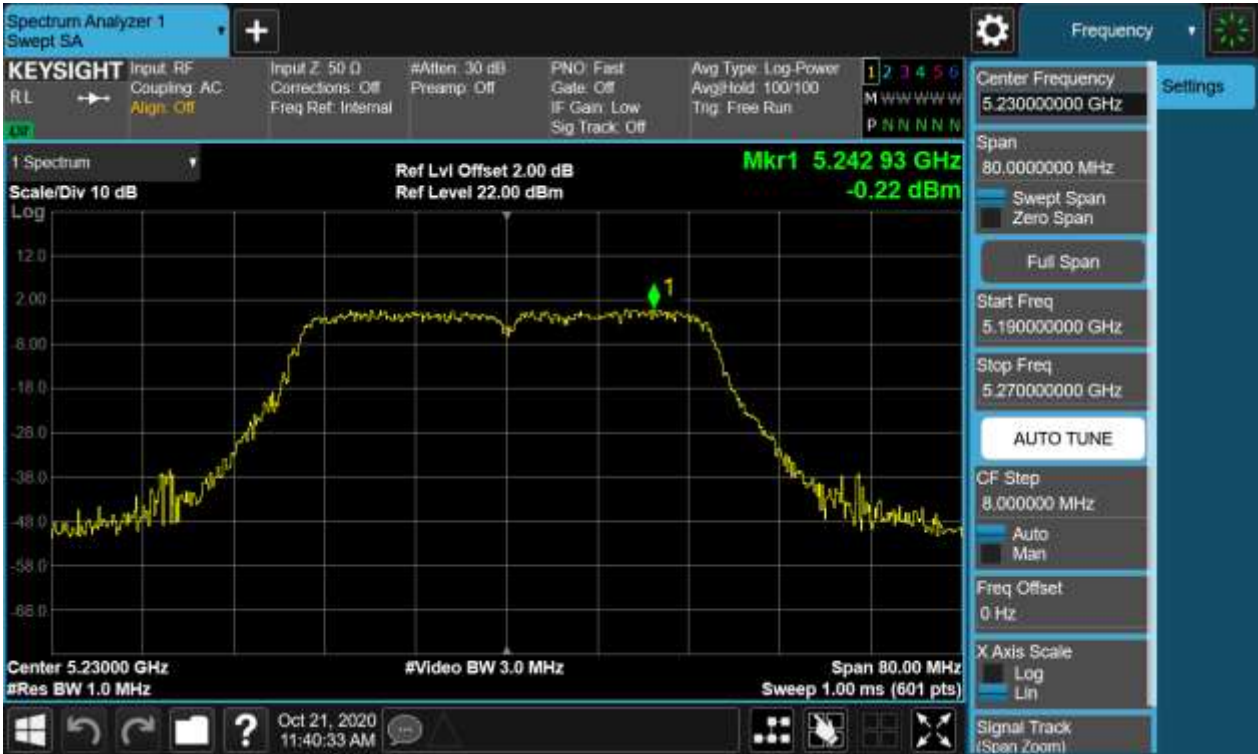 Spectrum Analyzer 1
Swept SA
Frequency
KEYSIGHT
RL
Input: RF
Coupling: AC
Align: Off
Input Z: 50 Ω
Corrections: Off
Freq Ref: Internal
#Atten: 30 dB
Preamp: Off
PNO: Fast
Gate: Off
IF Gain: Low
Sig Track: Off
Avg Type: Log-Power
Avg|Hold: 100/100
Trig: Free Run
1 2 3 4 5 6
M W W W W W
P N N N N N
Center Frequency
5.230000000 GHz
Settings
Span
80.0000000 MHz
Swept Span
Zero Span
Full Span
Start Freq
5.190000000 GHz
Stop Freq
5.270000000 GHz
AUTO TUNE
CF Step
8.000000 MHz
Auto
Man
Freq Offset
0 Hz
X Axis Scale
Log
Lin
Signal Track
(Span Zoom)
1 Spectrum
Scale/Div 10 dB
Ref Lvl Offset 2.00 dB
Ref Level 22.00 dBm
Mkr1 5.242 93 GHz
-0.22 dBm
Log
12.0
2.00
-8.00
-18.0
-28.0
-38.0
-48.0
-58.0
-68.0
1
Center 5.23000 GHz
#Res BW 1.0 MHz
#Video BW 3.0 MHz
Span 80.00 MHz
Sweep 1.00 ms (601 pts)
?
Oct 21, 2020
11:40:33 AM